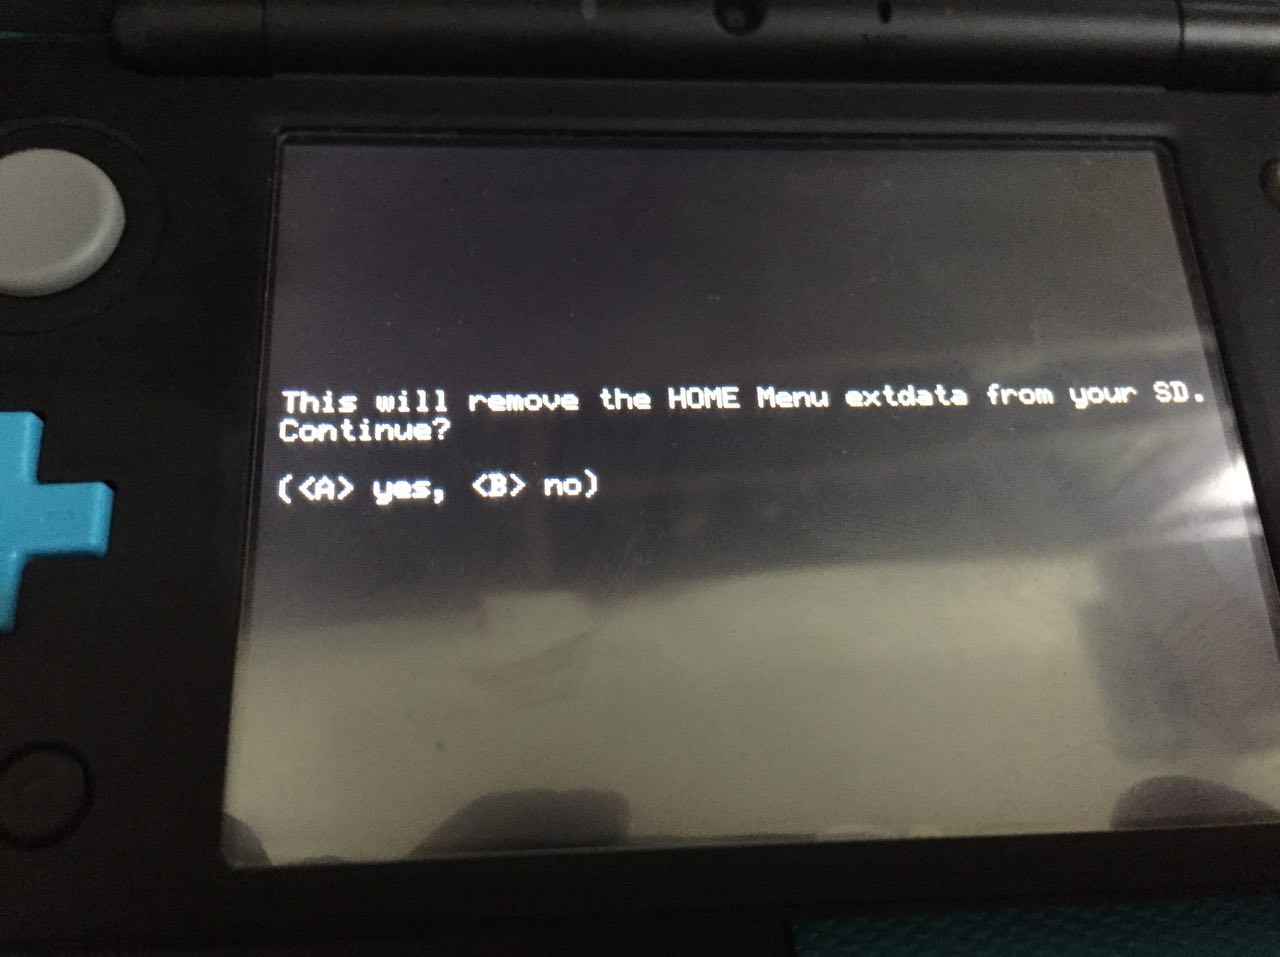 This will remove the HOME Menu extdata from your SD.
Continue?
(<A> yes, <B> no)